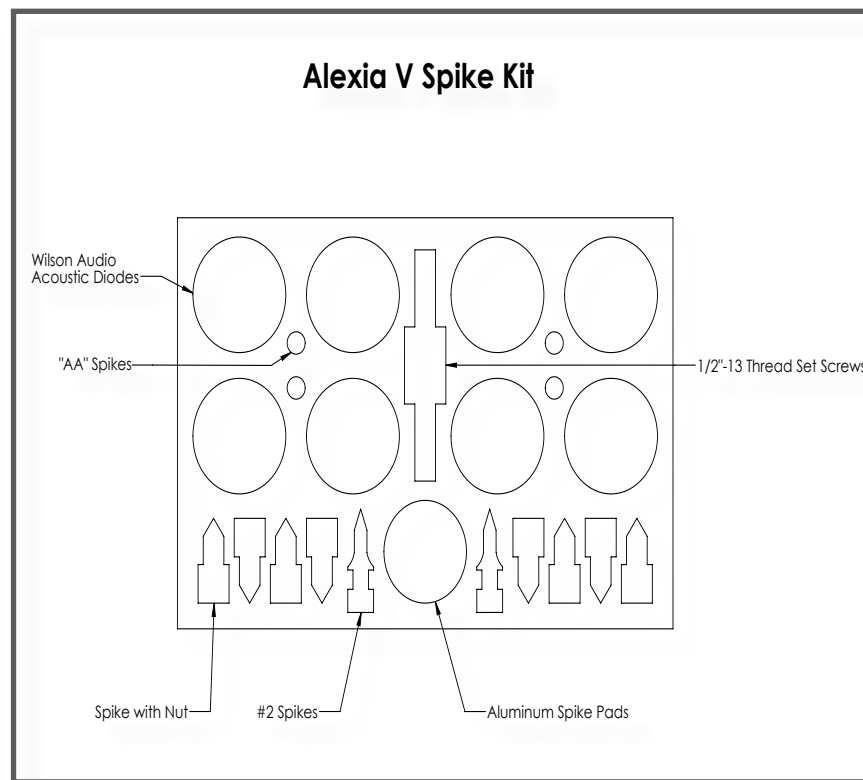 Alexia V Spike Kit
Wilson Audio
Acoustic Diodes
"AA" Spikes
1/2"-13 Thread Set Screws
Spike with Nut
#2 Spikes
Aluminum Spike Pads